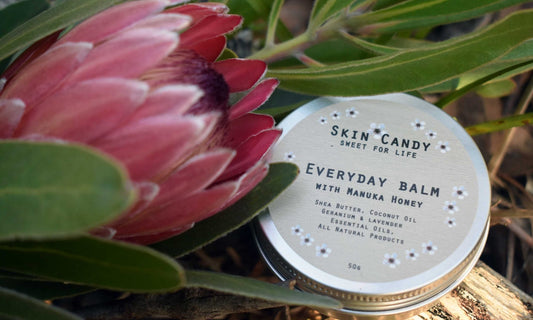 Skin Candy
Sweet for Life
Everyday Balm
with Manuka Honey
Shea Butter, Coconut Oil
Geranium & Lavender
Essential Oils,
All Natural Products
50g